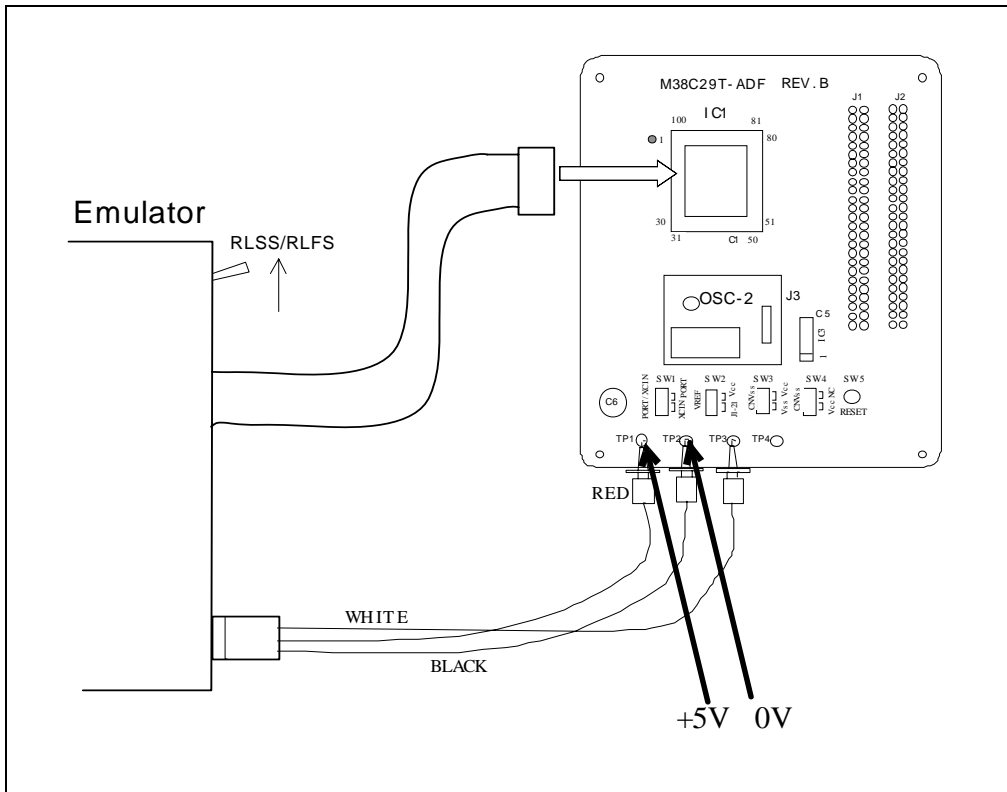 M38C29T-ADF REV.B
J1 J2
IC1
100 81
1 80
30 51
31 C1 50
Emulator
RLSS/RLFS
OSC-2 J3
C5
IC3
1
SW1 SW2 SW3 SW4 SW5
PORT/XCIN
XCIN PORT
VREF
J1-21 Vcc
CNVss
Vss Vcc
CNVss
Vcc NC
RESET
C6
TP1 TP2 TP3 TP4
RED
WHITE
BLACK
+5V 0V